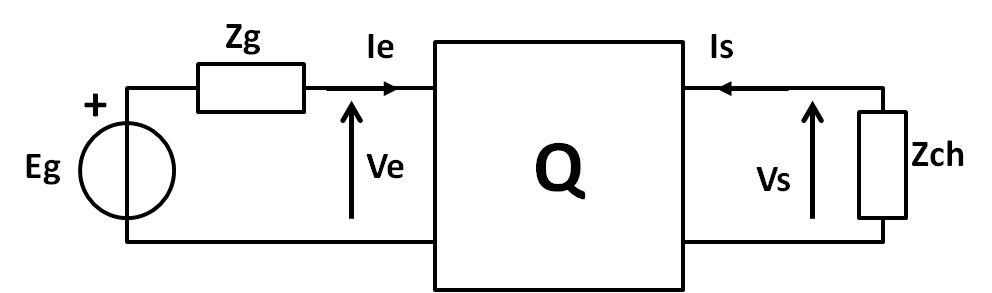 Zg
Ie
Is
+
Eg
Ve
Q
Vs
Zch